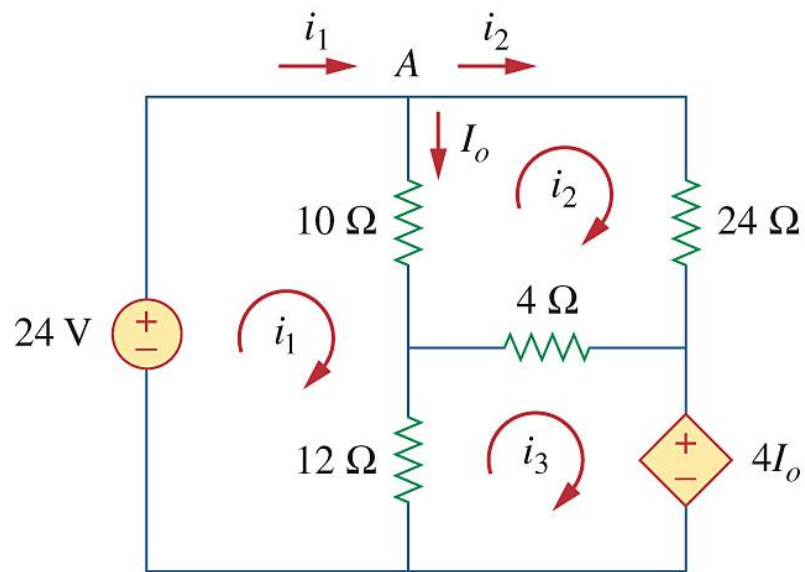 i₁ A i₂
Iₒ
i₂
10 Ω 24 Ω
4 Ω
24 V + − i₁
12 Ω i₃ + − 4Iₒ